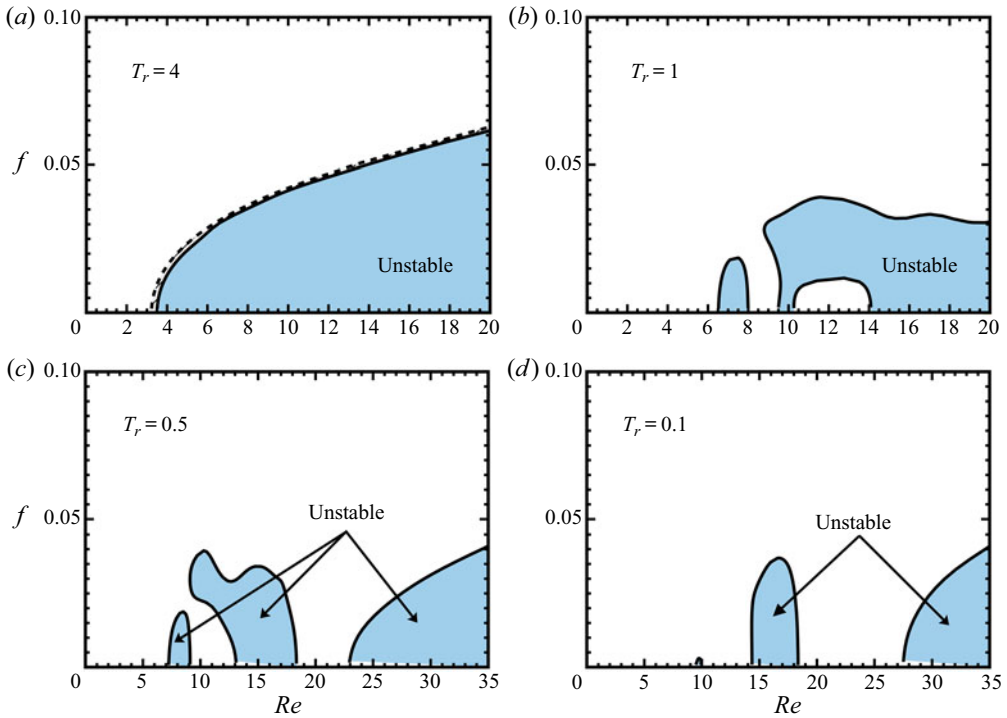 (a) 0.10 (b) 0.10
T_r = 4 T_r = 1
f 0.05 0.05
Unstable Unstable
0 2 4 6 8 10 12 14 16 18 20 0 2 4 6 8 10 12 14 16 18 20
(c) 0.10 (d) 0.10
T_r = 0.5 T_r = 0.1
f 0.05 Unstable 0.05 Unstable
0 5 10 15 20 25 30 35 0 5 10 15 20 25 30 35
Re Re